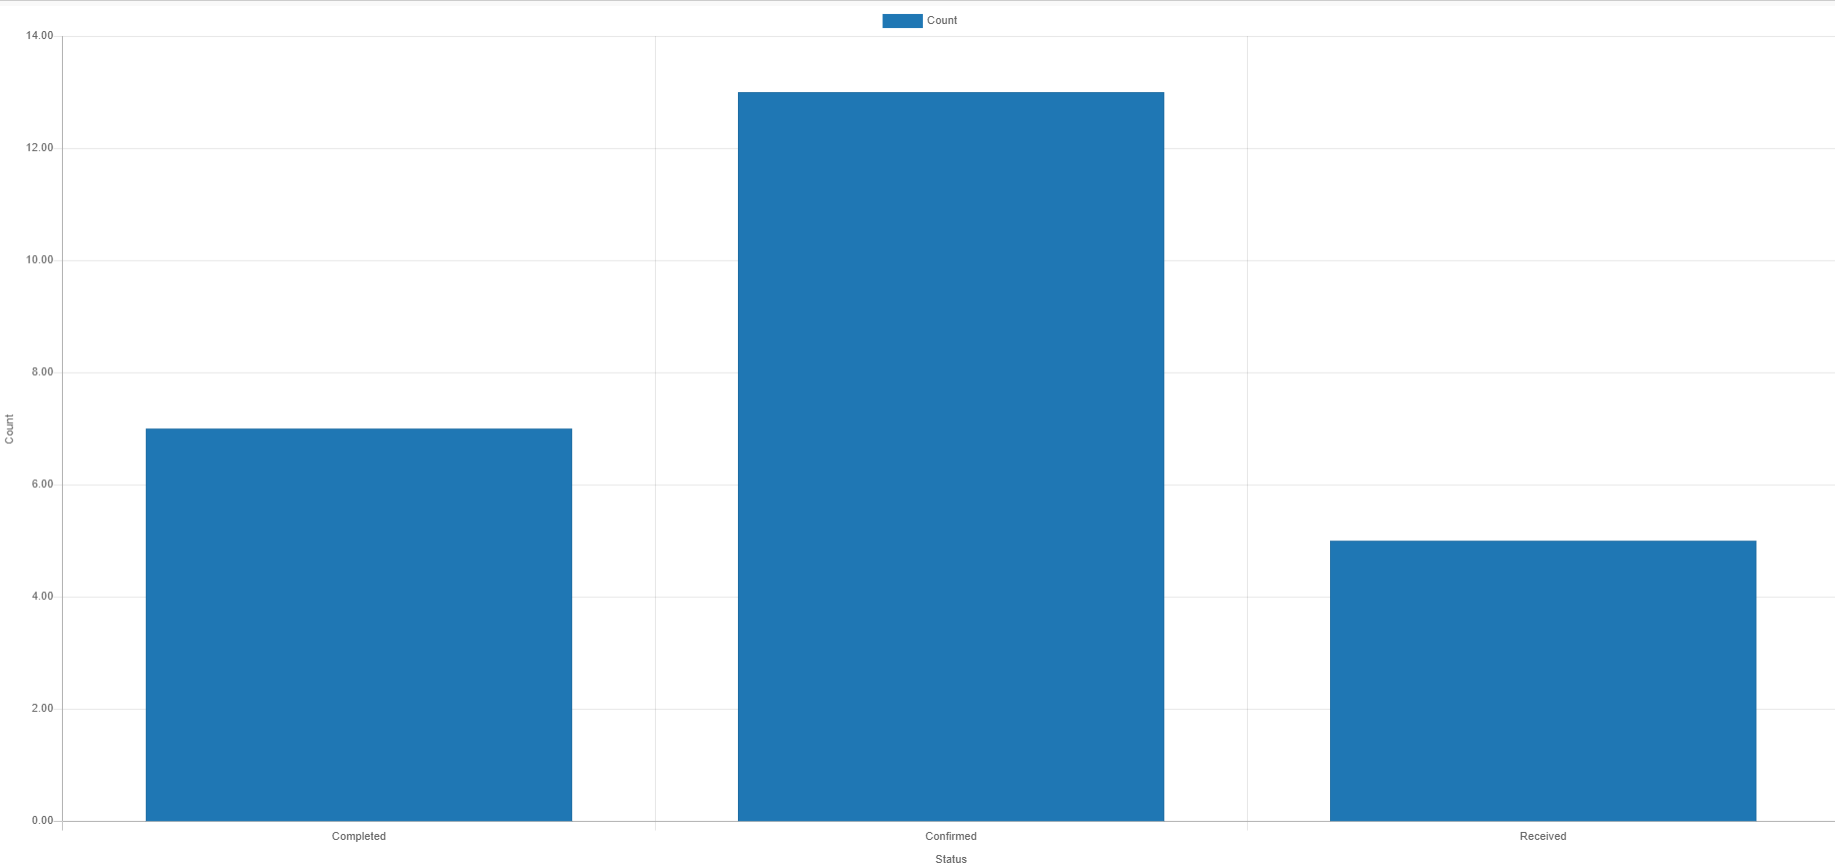 Count
14.00
12.00
10.00
8.00
6.00
4.00
2.00
0.00
Count
Completed
Confirmed
Received
Status